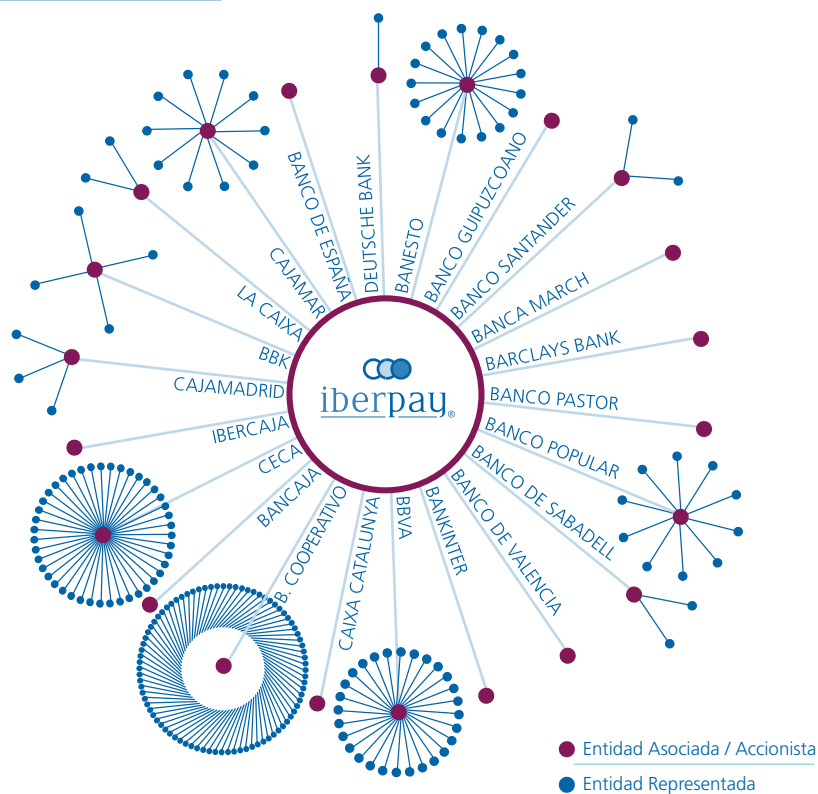 BANCO DE ESPAÑA
DEUTSCHE BANK
BANESTO
BANCO GUIPUZCOANO
BANCO SANTANDER
BANCA MARCH
BARCLAYS BANK
BANCO PASTOR
BANCO POPULAR
BANCO DE SABADELL
BANCO DE VALENCIA
BANKINTER
BBVA
CAIXA CATALUNYA
B. COOPERATIVO
BANCAJA
CECA
IBERCAJA
CAJAMADRID
BBK
LA CAIXA
CAJAMAR
iberpay®
Entidad Asociada / Accionista
Entidad Representada